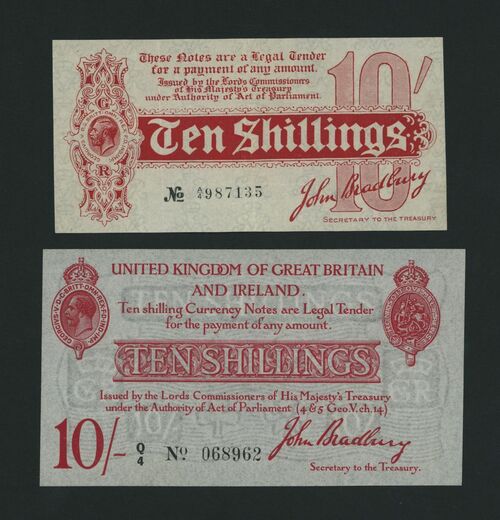 These Notes are a Legal Tender
for a payment of any amount.
Issued by the Lords Commissioners
of His Majesty's Treasury
under Authority of Act of Parliament.
10/
G
R
Ten Shillings
10
No A/4 987135
John Bradbury
SECRETARY TO THE TREASURY
UNITED KINGDOM OF GREAT BRITAIN
AND IRELAND.
Ten shilling Currency Notes are Legal Tender
for the payment of any amount.
TEN SHILLINGS
Issued by the Lords Commissioners of His Majesty's Treasury
under the Authority of Act of Parliament (4 & 5 Geo.V.ch.14)
10/- Q/4 No 068962
John Bradbury
Secretary to the Treasury.